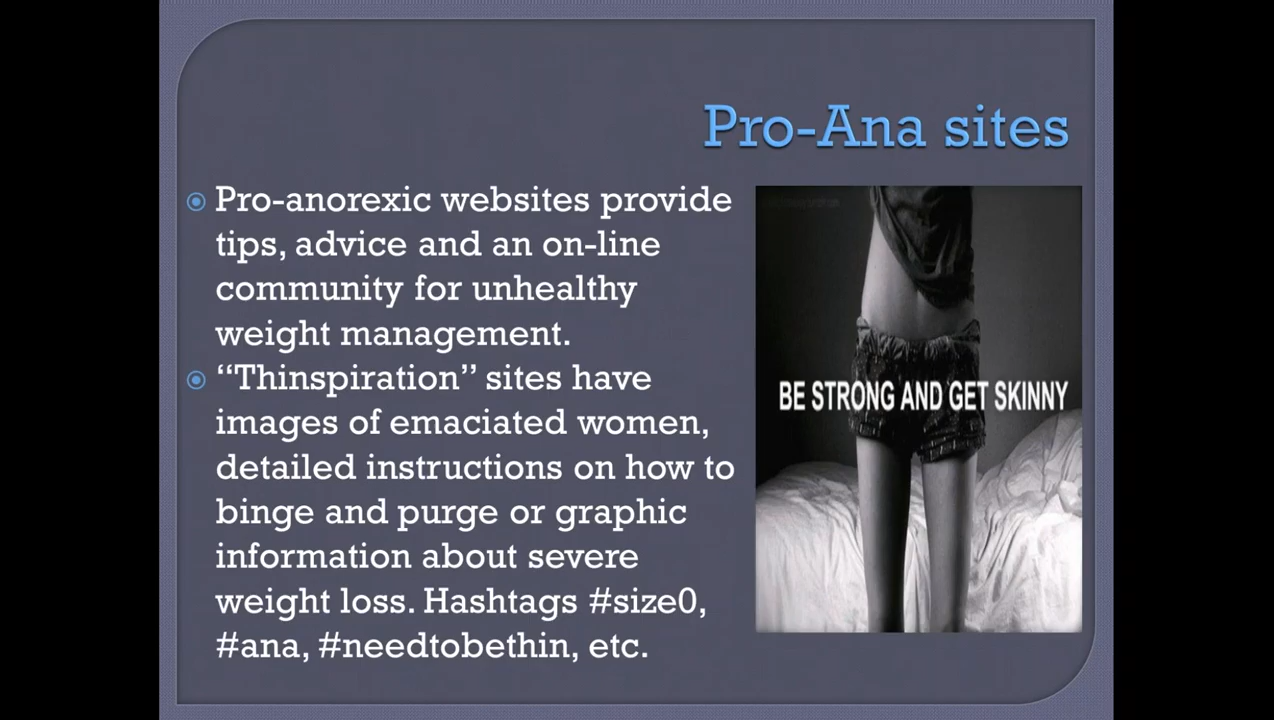 Pro-Ana sites
Pro-anorexic websites provide
tips, advice and an on-line
community for unhealthy
weight management.
“Thinspiration” sites have
images of emaciated women,
detailed instructions on how to
binge and purge or graphic
information about severe
weight loss. Hashtags #size0,
#ana, #needtobethin, etc.
BE STRONG AND GET SKINNY